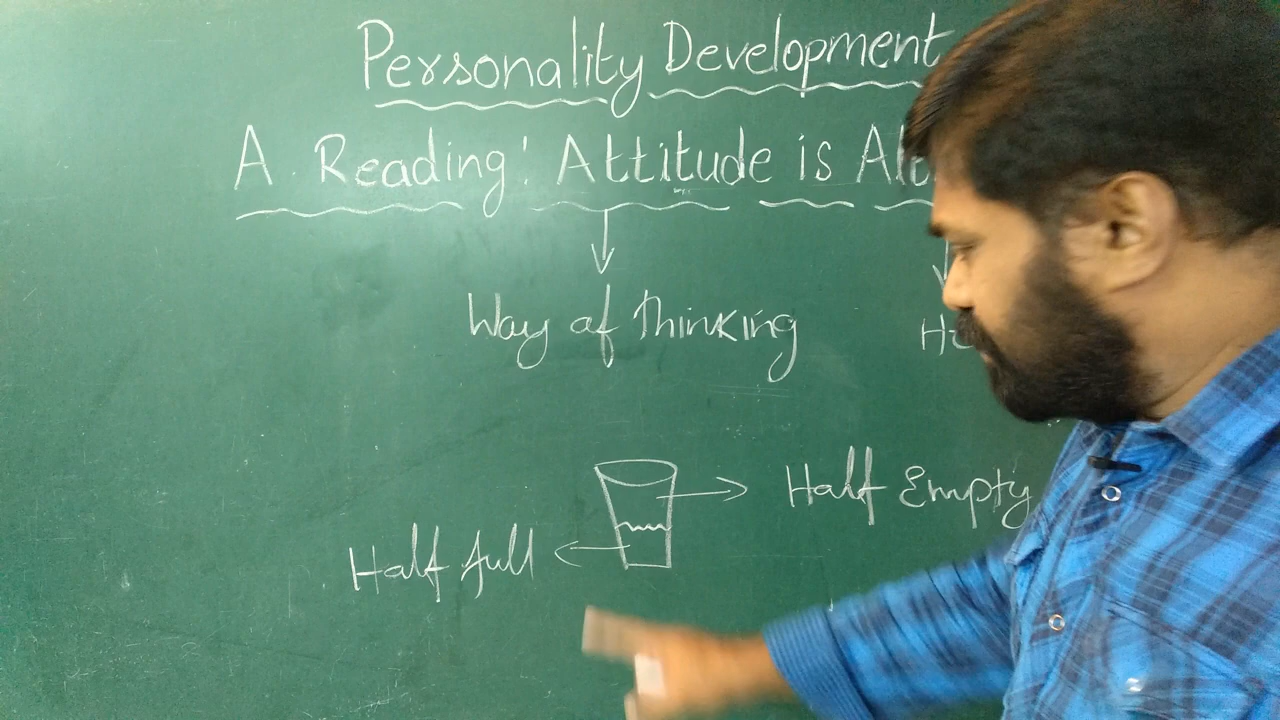 Personality Development
A. Reading: Attitude is
Way of Thinking
Half Empty
Half full